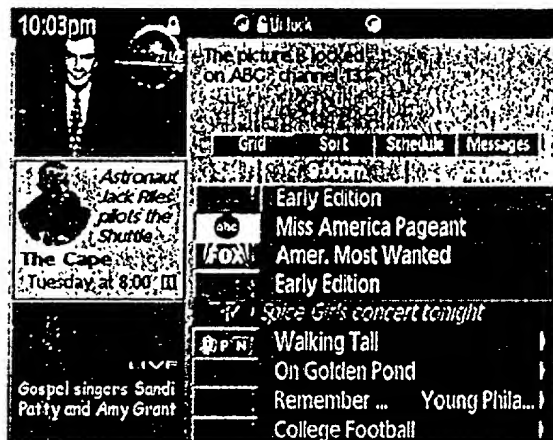 10:03pm
Unlock
The picture is locked
on ABC channel 13.
Grid Sort Schedule Messages
Early Edition
abc Miss America Pageant
FOX Amer. Most Wanted
Early Edition
Spice Girls concert tonight
Walking Tall
On Golden Pond
Remember ... Young Phila...
College Football
Astronaut
Jack Riles
pilots the
Shuttle
The Cape
Tuesday at 8:00
LIVE
Gospel singers Sandi
Patty and Amy Grant